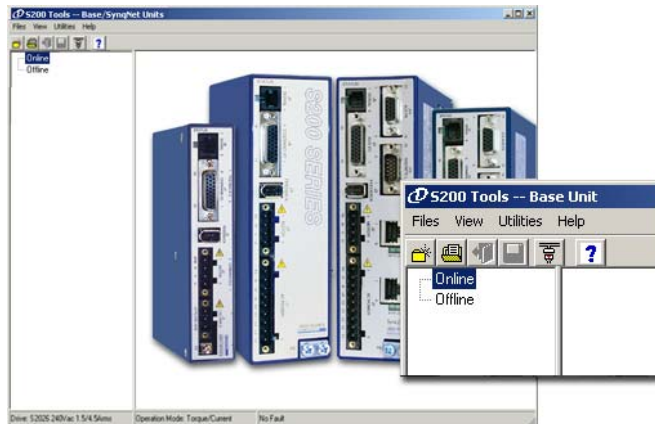 S200 Tools -- Base/SynqNet Units
Files View Utilities Help
Online
Offline
S200 SERIES
S200 Tools -- Base Unit
Files View Utilities Help
Online
Offline
Drive: S2026 240Vac 1.5/4.5Arms
Operation Mode: Torque/Current
No Fault